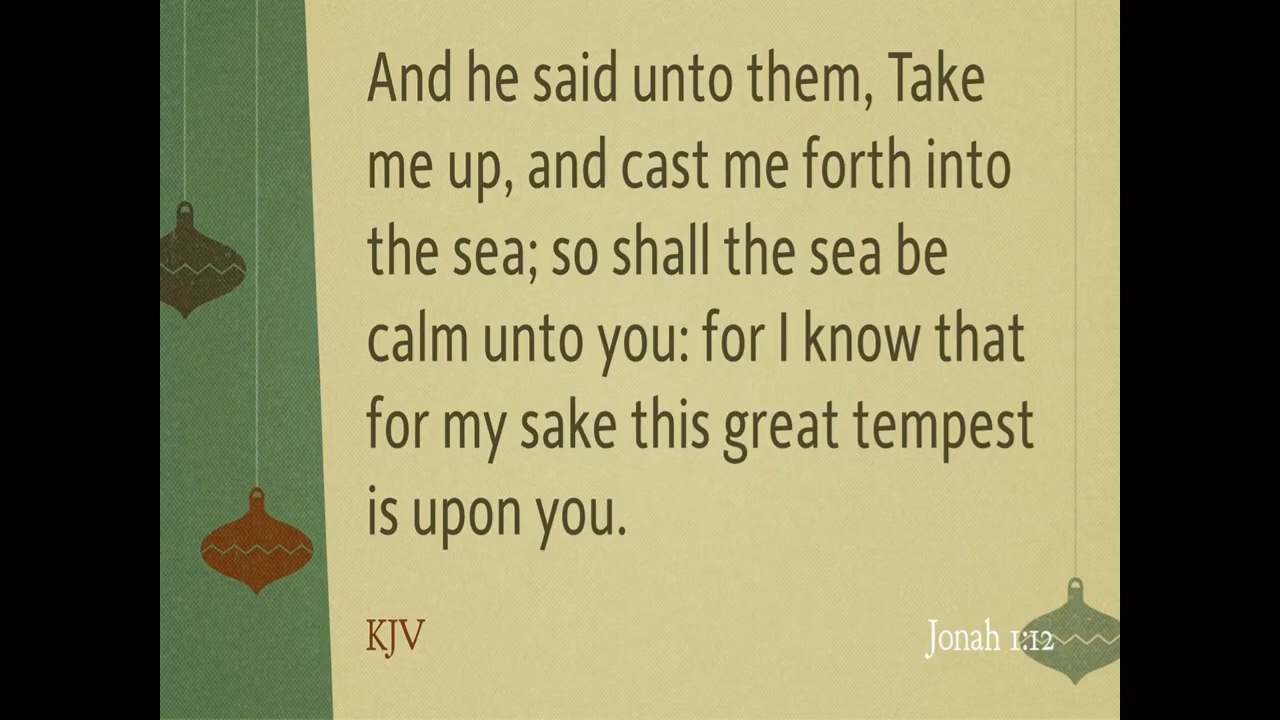 And he said unto them, Take
me up, and cast me forth into
the sea; so shall the sea be
calm unto you: for I know that
for my sake this great tempest
is upon you.
KJV
Jonah 1:12